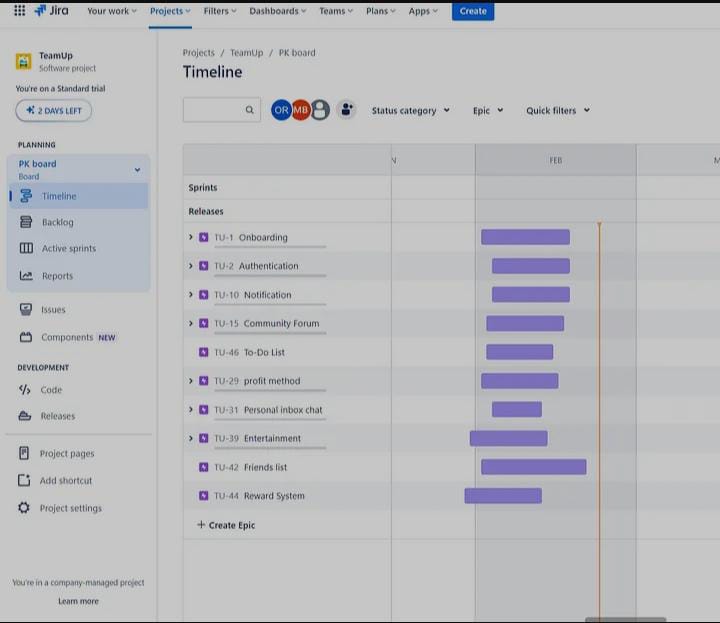 Jira Your work Projects Filters Dashboards Teams Plans Apps Create
TeamUp
Software project
You're on a Standard trial
2 DAYS LEFT
PLANNING
PK board
Board
Timeline
Backlog
Active sprints
Reports
Issues
Components NEW
DEVELOPMENT
Code
Releases
Project pages
Add shortcut
Project settings
You're in a company-managed project
Learn more
Projects / TeamUp / PK board
Timeline
OR MB Status category Epic Quick filters
FEB
Sprints
Releases
TU-1 Onboarding
TU-2 Authentication
TU-10 Notification
TU-15 Community Forum
TU-46 To-Do List
TU-29 profit method
TU-31 Personal inbox chat
TU-39 Entertainment
TU-42 Friends list
TU-44 Reward System
+ Create Epic